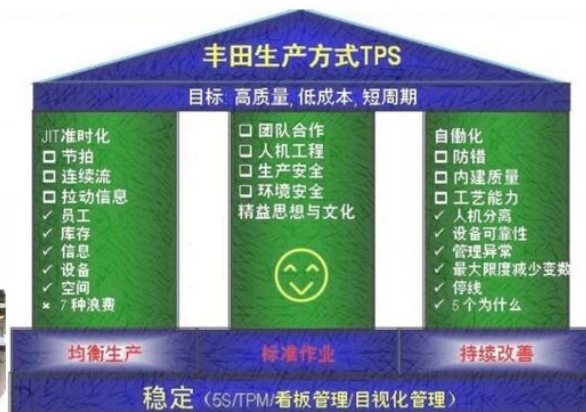 丰田生产方式TPS
目标: 高质量, 低成本, 短周期
JIT准时化
□ 节拍
□ 连续流
□ 拉动信息
✓ 员工
✓ 库存
✓ 信息
✓ 设备
✓ 空间
× 7 种浪费
□ 团队合作
□ 人机工程
□ 生产安全
□ 环境安全
精益思想与文化
自働化
□ 防错
□ 内建质量
□ 工艺能力
✓ 人机分离
✓ 设备可靠性
✓ 管理异常
✓ 最大限度减少变数
✓ 停线
✓ 5 个为什么
均衡生产
标准作业
持续改善
稳定（5S/TPM/看板管理/目视化管理）